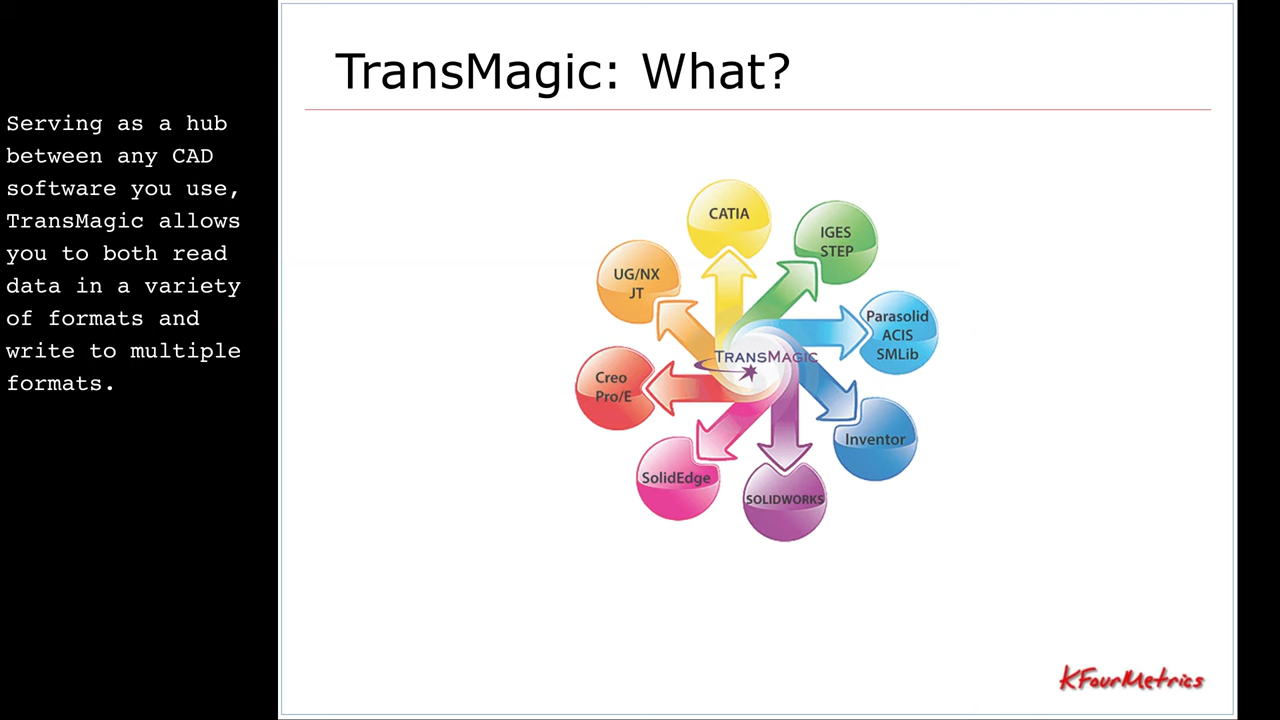 TransMagic: What?
Serving as a hub
between any CAD
software you use,
TransMagic allows
you to both read
data in a variety
of formats and
write to multiple
formats.
CATIA
IGES
STEP
UG/NX
JT
Parasolid
ACIS
SMLib
TRANSMAGIC
Creo
Pro/E
Inventor
SolidEdge
SOLIDWORKS
KFourMetrics